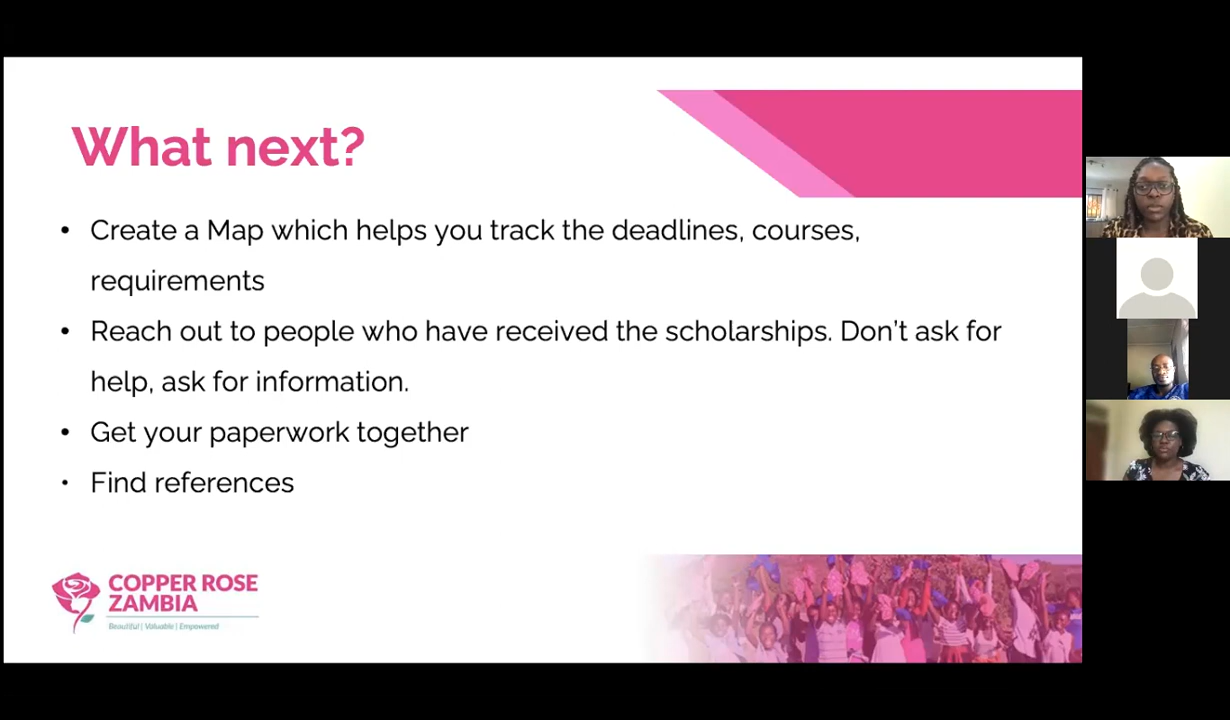 What next?
• Create a Map which helps you track the deadlines, courses,
requirements
• Reach out to people who have received the scholarships. Don’t ask for
help, ask for information.
• Get your paperwork together
• Find references
COPPER ROSE
ZAMBIA
Beautiful | Valuable | Empowered